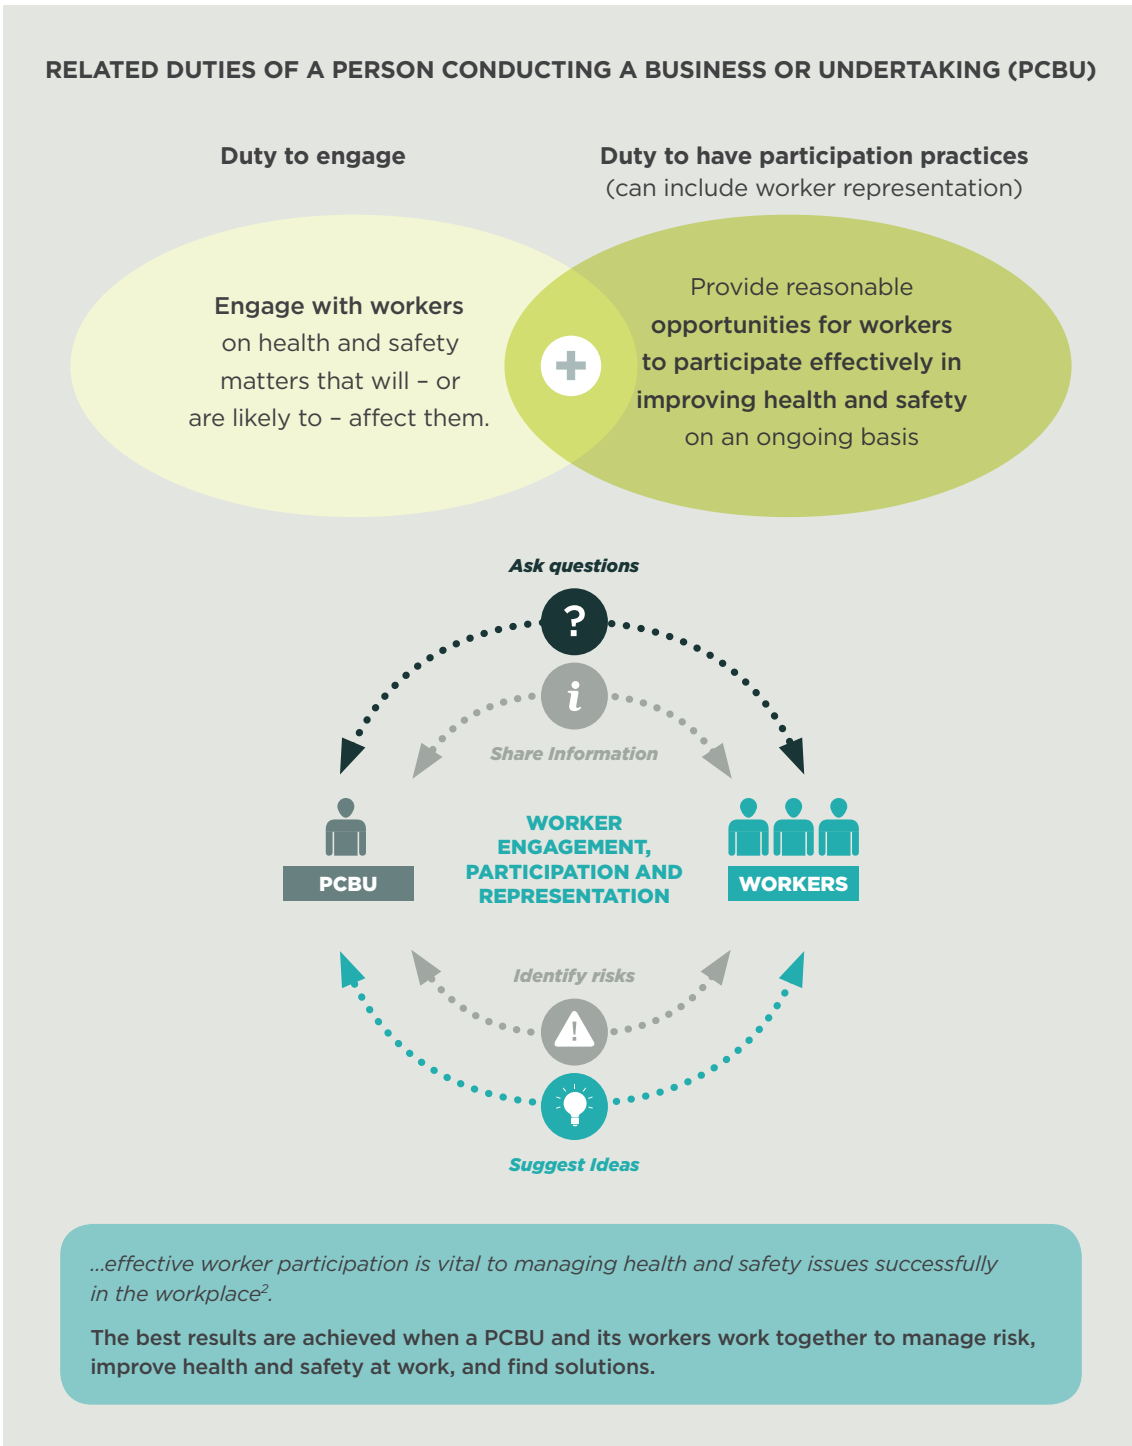 RELATED DUTIES OF A PERSON CONDUCTING A BUSINESS OR UNDERTAKING (PCBU)
Duty to engage
Duty to have participation practices
(can include worker representation)
Engage with workers
on health and safety
matters that will – or
are likely to – affect them.
Provide reasonable
opportunities for workers
to participate effectively in
improving health and safety
on an ongoing basis
Ask questions
?
i
Share Information
WORKER
ENGAGEMENT,
PARTICIPATION AND
REPRESENTATION
PCBU
WORKERS
Identify risks
!
Suggest Ideas
...effective worker participation is vital to managing health and safety issues successfully
in the workplace².
The best results are achieved when a PCBU and its workers work together to manage risk,
improve health and safety at work, and find solutions.